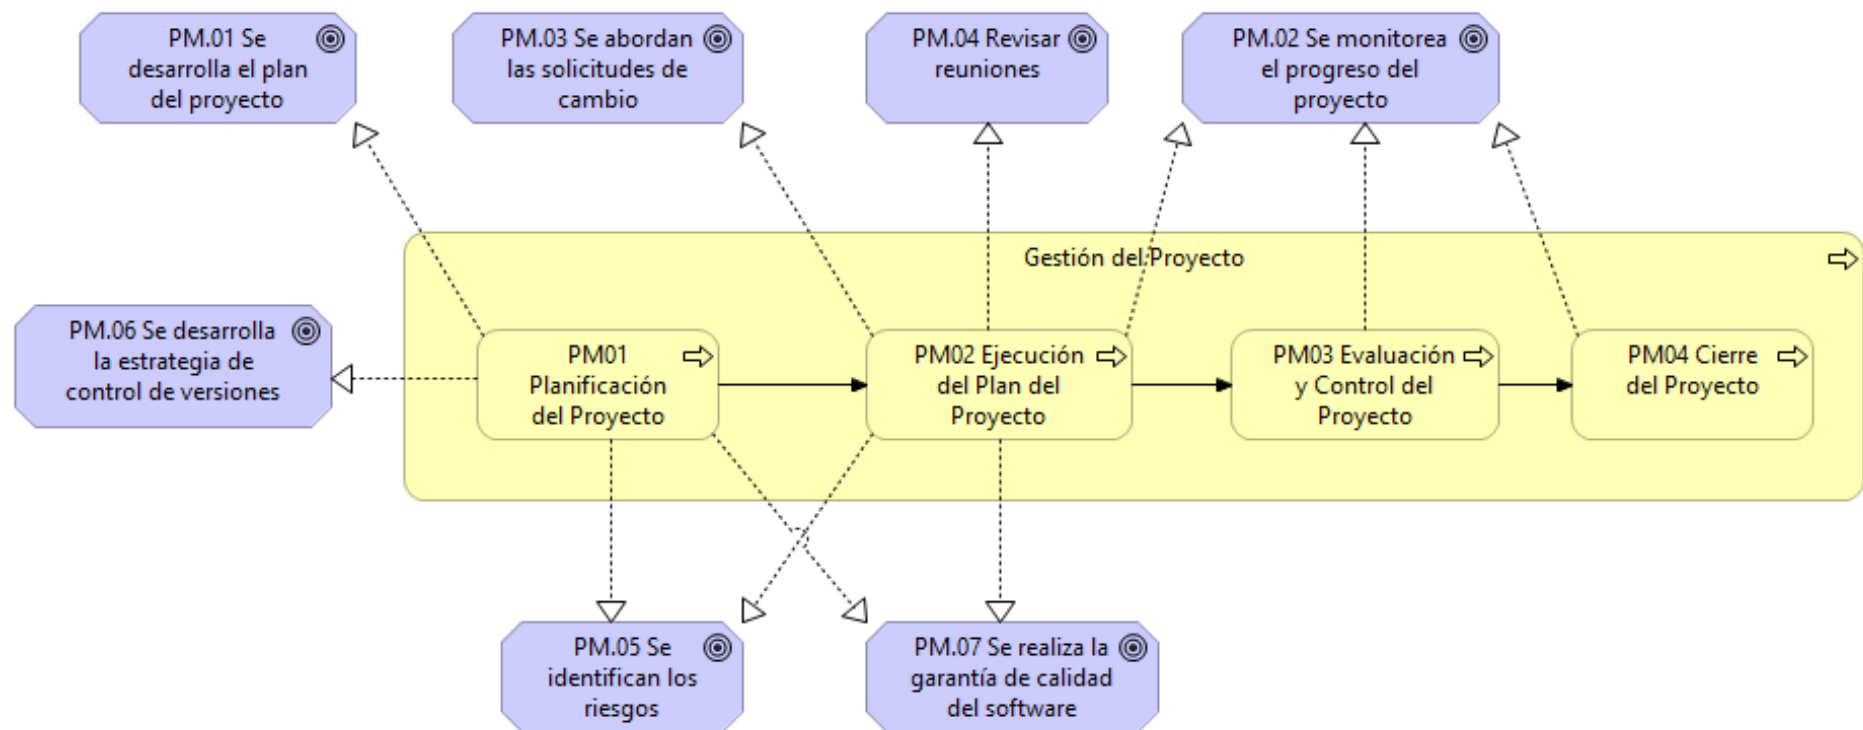 PM.01 Se
desarrolla el plan
del proyecto
PM.03 Se abordan
las solicitudes de
cambio
PM.04 Revisar
reuniones
PM.02 Se monitorea
el progreso del
proyecto
Gestión del Proyecto
PM.06 Se desarrolla
la estrategia de
control de versiones
PM01
Planificación
del Proyecto
PM02 Ejecución
del Plan del
Proyecto
PM03 Evaluación
y Control del
Proyecto
PM04 Cierre
del Proyecto
PM.05 Se
identifican los
riesgos
PM.07 Se realiza la
garantía de calidad
del software